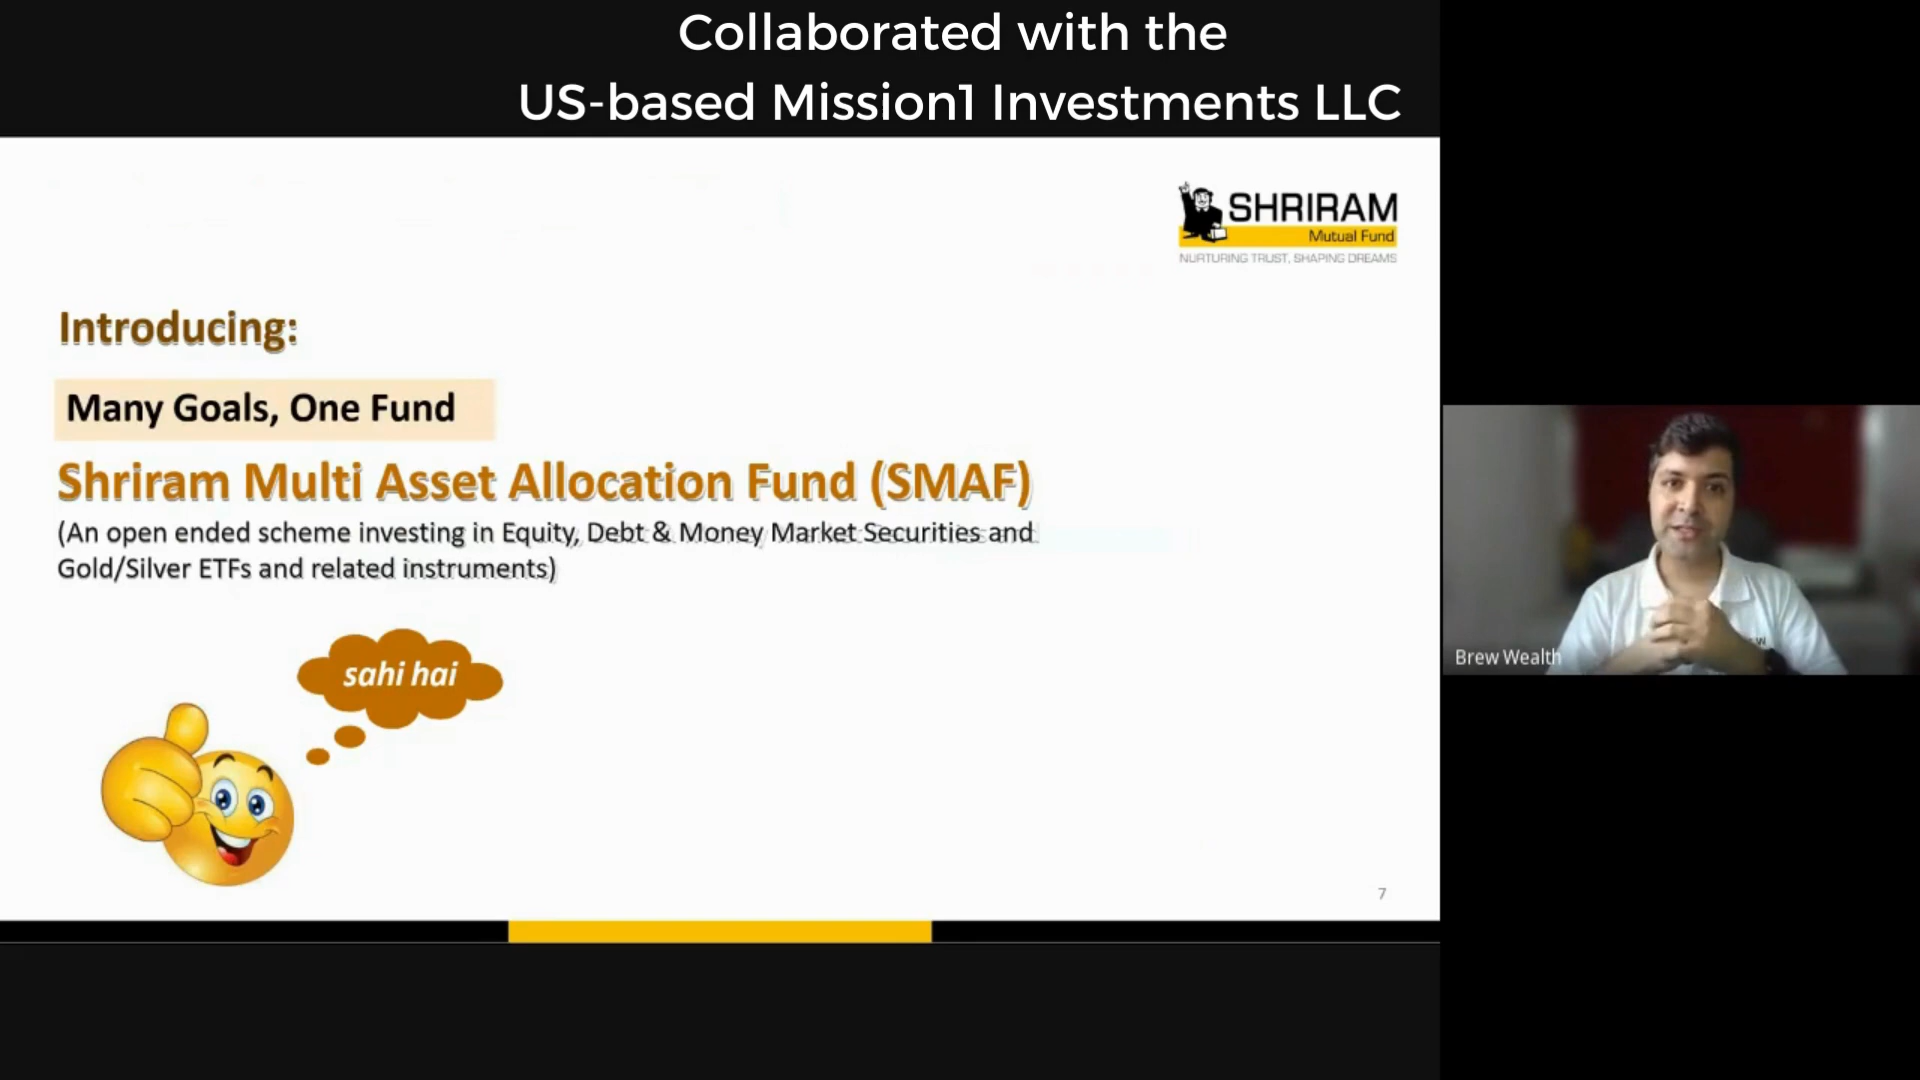 Collaborated with the
US-based Mission1 Investments LLC
SHRIRAM
Mutual Fund
NURTURING TRUST, SHAPING DREAMS
Introducing:
Many Goals, One Fund
Shriram Multi Asset Allocation Fund (SMAF)
(An open ended scheme investing in Equity, Debt & Money Market Securities and
Gold/Silver ETFs and related instruments)
sahi hai
Brew Wealth
7